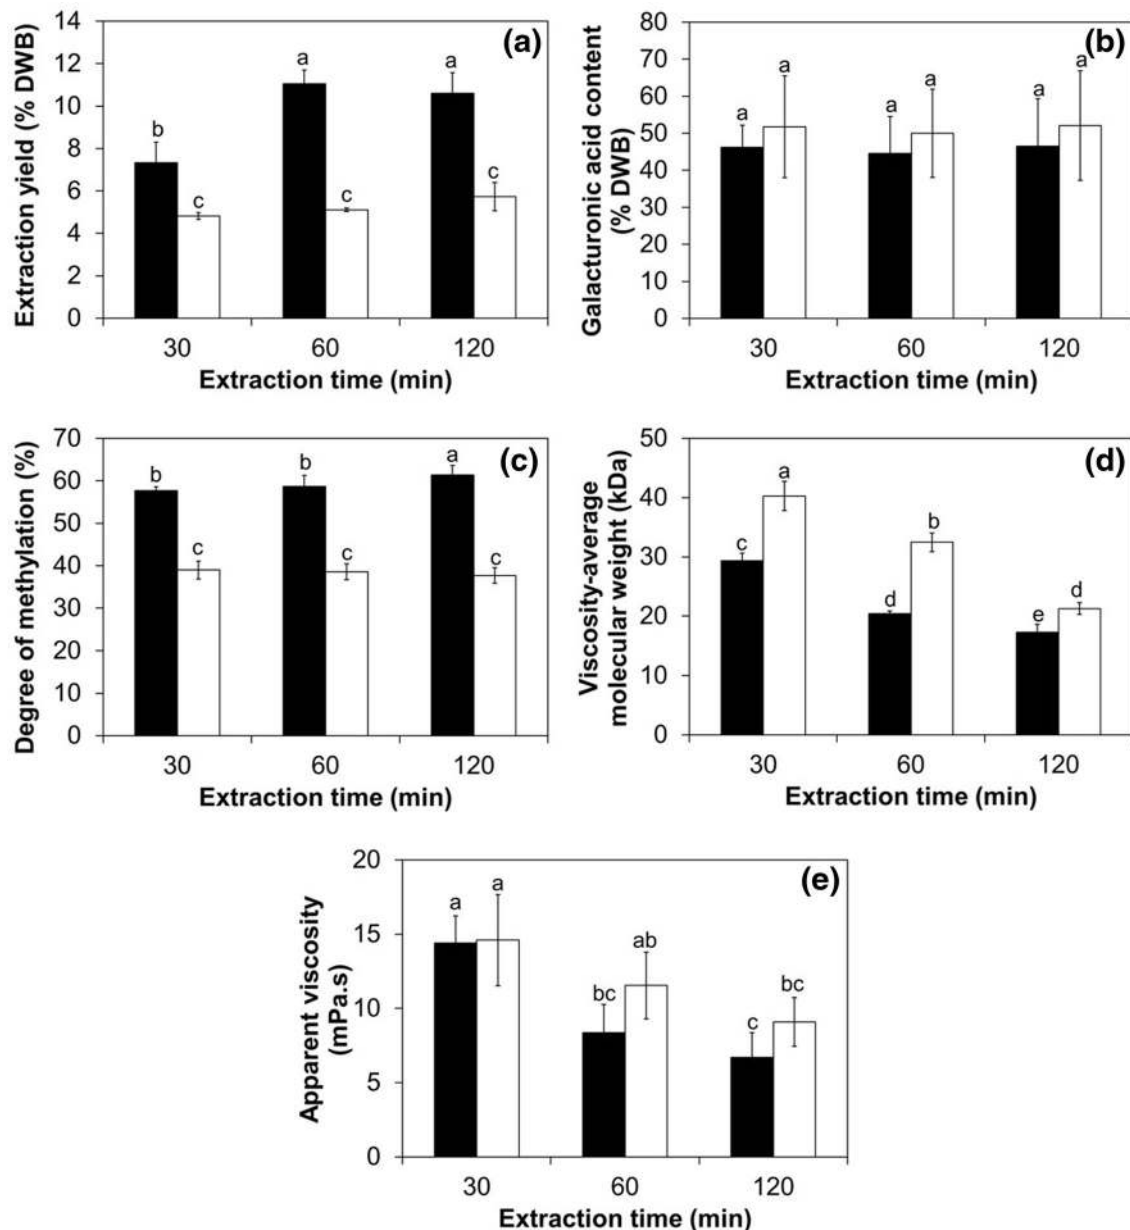 (a)
Extraction yield (% DWB)
14
12
10
8
6
4
2
0
b
c
a
c
a
c
30 60 120
Extraction time (min)
(b)
Galacturonic acid content
(% DWB)
80
70
60
50
40
30
20
10
0
a
a
a
a
a
a
30 60 120
Extraction time (min)
(c)
Degree of methylation (%)
70
60
50
40
30
20
10
0
b
c
b
c
a
c
30 60 120
Extraction time (min)
(d)
Viscosity-average
molecular weight (kDa)
50
40
30
20
10
0
c
a
d
b
e
d
30 60 120
Extraction time (min)
(e)
Apparent viscosity
(mPa.s)
20
15
10
5
0
a
a
bc
ab
c
bc
30 60 120
Extraction time (min)